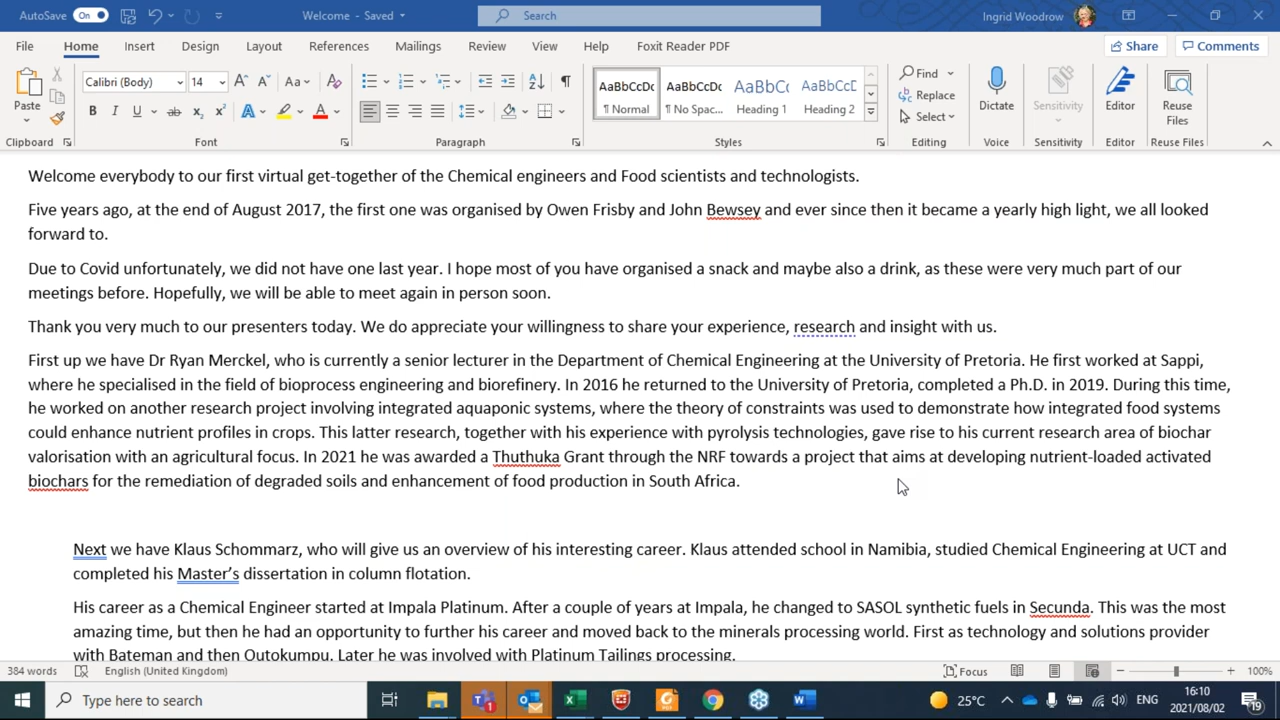 AutoSave On Welcome - Saved Search Ingrid Woodrow
File Home Insert Design Layout References Mailings Review View Help Foxit Reader PDF Share Comments
Paste Calibri (Body) 14 A A Aa AaBbCcDc AaBbCcDc AaBbCc AaBbCcD Find Dictate Sensitivity Editor Reuse Files
B I U ab x₂ x² A A ¶ Normal ¶ No Spac... Heading 1 Heading 2 Replace
Select
Clipboard Font Paragraph Styles Editing Voice Sensitivity Editor Reuse Files
Welcome everybody to our first virtual get-together of the Chemical engineers and Food scientists and technologists.
Five years ago, at the end of August 2017, the first one was organised by Owen Frisby and John Bewsey and ever since then it became a yearly high light, we all looked
forward to.
Due to Covid unfortunately, we did not have one last year. I hope most of you have organised a snack and maybe also a drink, as these were very much part of our
meetings before. Hopefully, we will be able to meet again in person soon.
Thank you very much to our presenters today. We do appreciate your willingness to share your experience, research and insight with us.
First up we have Dr Ryan Merckel, who is currently a senior lecturer in the Department of Chemical Engineering at the University of Pretoria. He first worked at Sappi,
where he specialised in the field of bioprocess engineering and biorefinery. In 2016 he returned to the University of Pretoria, completed a Ph.D. in 2019. During this time,
he worked on another research project involving integrated aquaponic systems, where the theory of constraints was used to demonstrate how integrated food systems
could enhance nutrient profiles in crops. This latter research, together with his experience with pyrolysis technologies, gave rise to his current research area of biochar
valorisation with an agricultural focus. In 2021 he was awarded a Thuthuka Grant through the NRF towards a project that aims at developing nutrient-loaded activated
biochars for the remediation of degraded soils and enhancement of food production in South Africa.
Next we have Klaus Schommarz, who will give us an overview of his interesting career. Klaus attended school in Namibia, studied Chemical Engineering at UCT and
completed his Master's dissertation in column flotation.
His career as a Chemical Engineer started at Impala Platinum. After a couple of years at Impala, he changed to SASOL synthetic fuels in Secunda. This was the most
amazing time, but then he had an opportunity to further his career and moved back to the minerals processing world. First as technology and solutions provider
with Bateman and then Outokumpu. Later he was involved with Platinum Tailings processing.
384 words English (United Kingdom) Focus 100%
Type here to search 25°C ENG 16:10
2021/08/02 19